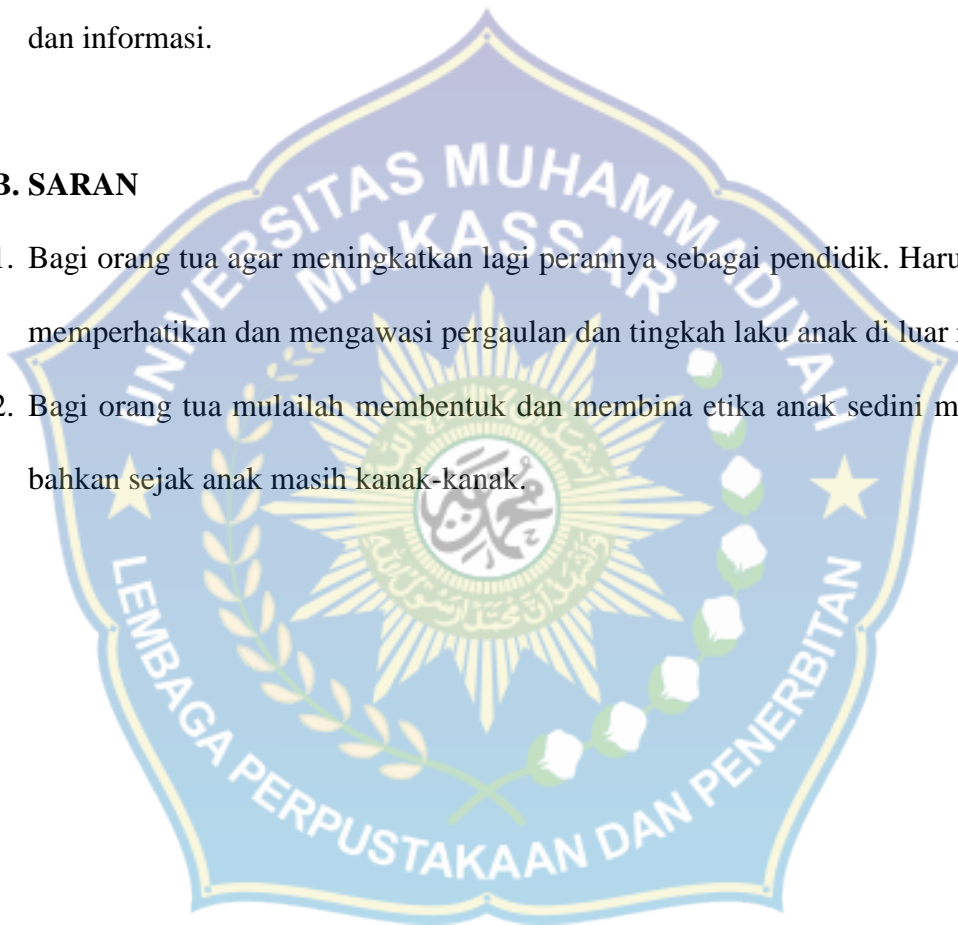 dan informasi.
B. SARAN
1. Bagi orang tua agar meningkatkan lagi perannya sebagai pendidik.
memperhatikan dan mengawasi pergaulan dan tingkah laku anak di luar
2. Bagi orang tua mulailah membentuk dan membina etika anak sedini
bahkan sejak anak masih kanak-kanak.
UNIVERSITAS MUHAMMADIYAH
MAKASSAR
LEMBAGA PERPUSTAKAAN DAN PENERBITAN